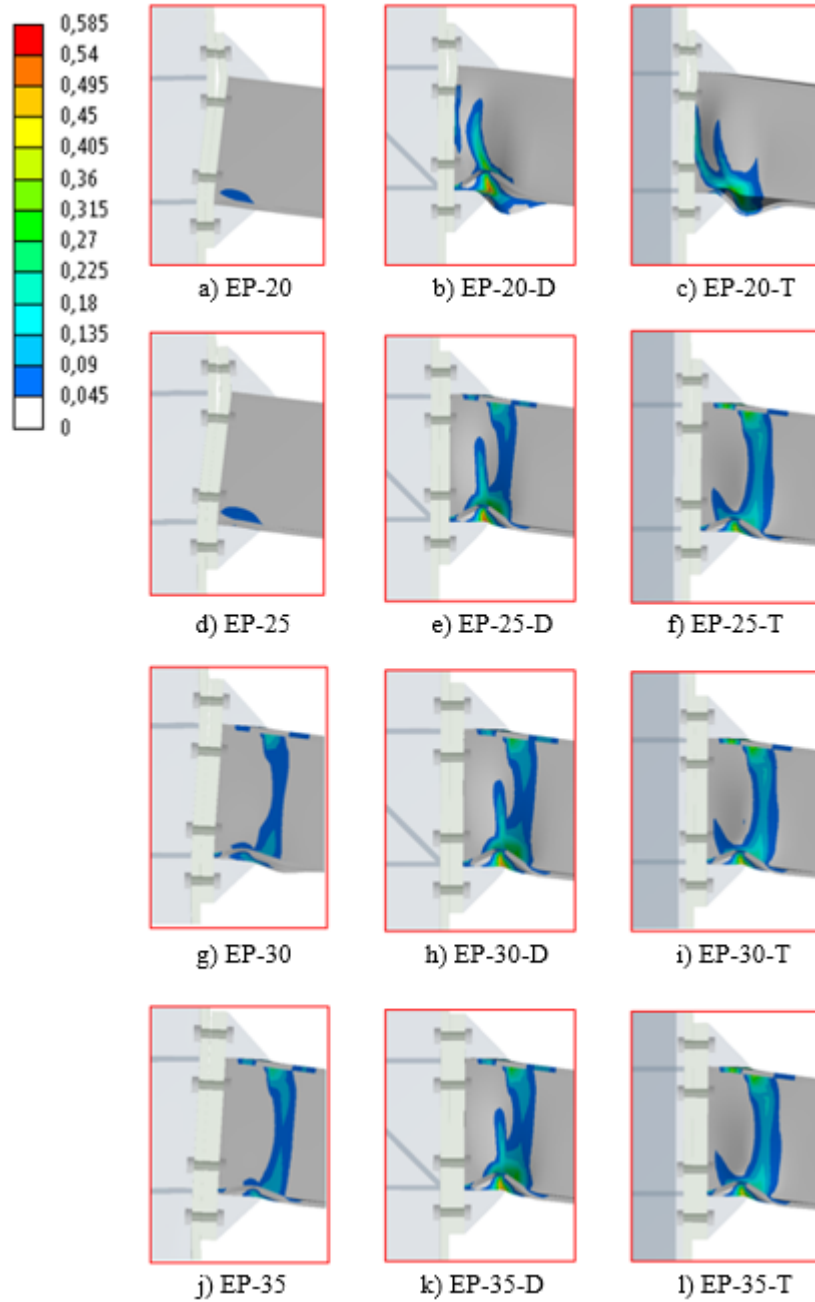 0,585
0,54
0,495
0,45
0,405
0,36
0,315
0,27
0,225
0,18
0,135
0,09
0,045
0
a) EP-20
b) EP-20-D
c) EP-20-T
d) EP-25
e) EP-25-D
f) EP-25-T
g) EP-30
h) EP-30-D
i) EP-30-T
j) EP-35
k) EP-35-D
l) EP-35-T